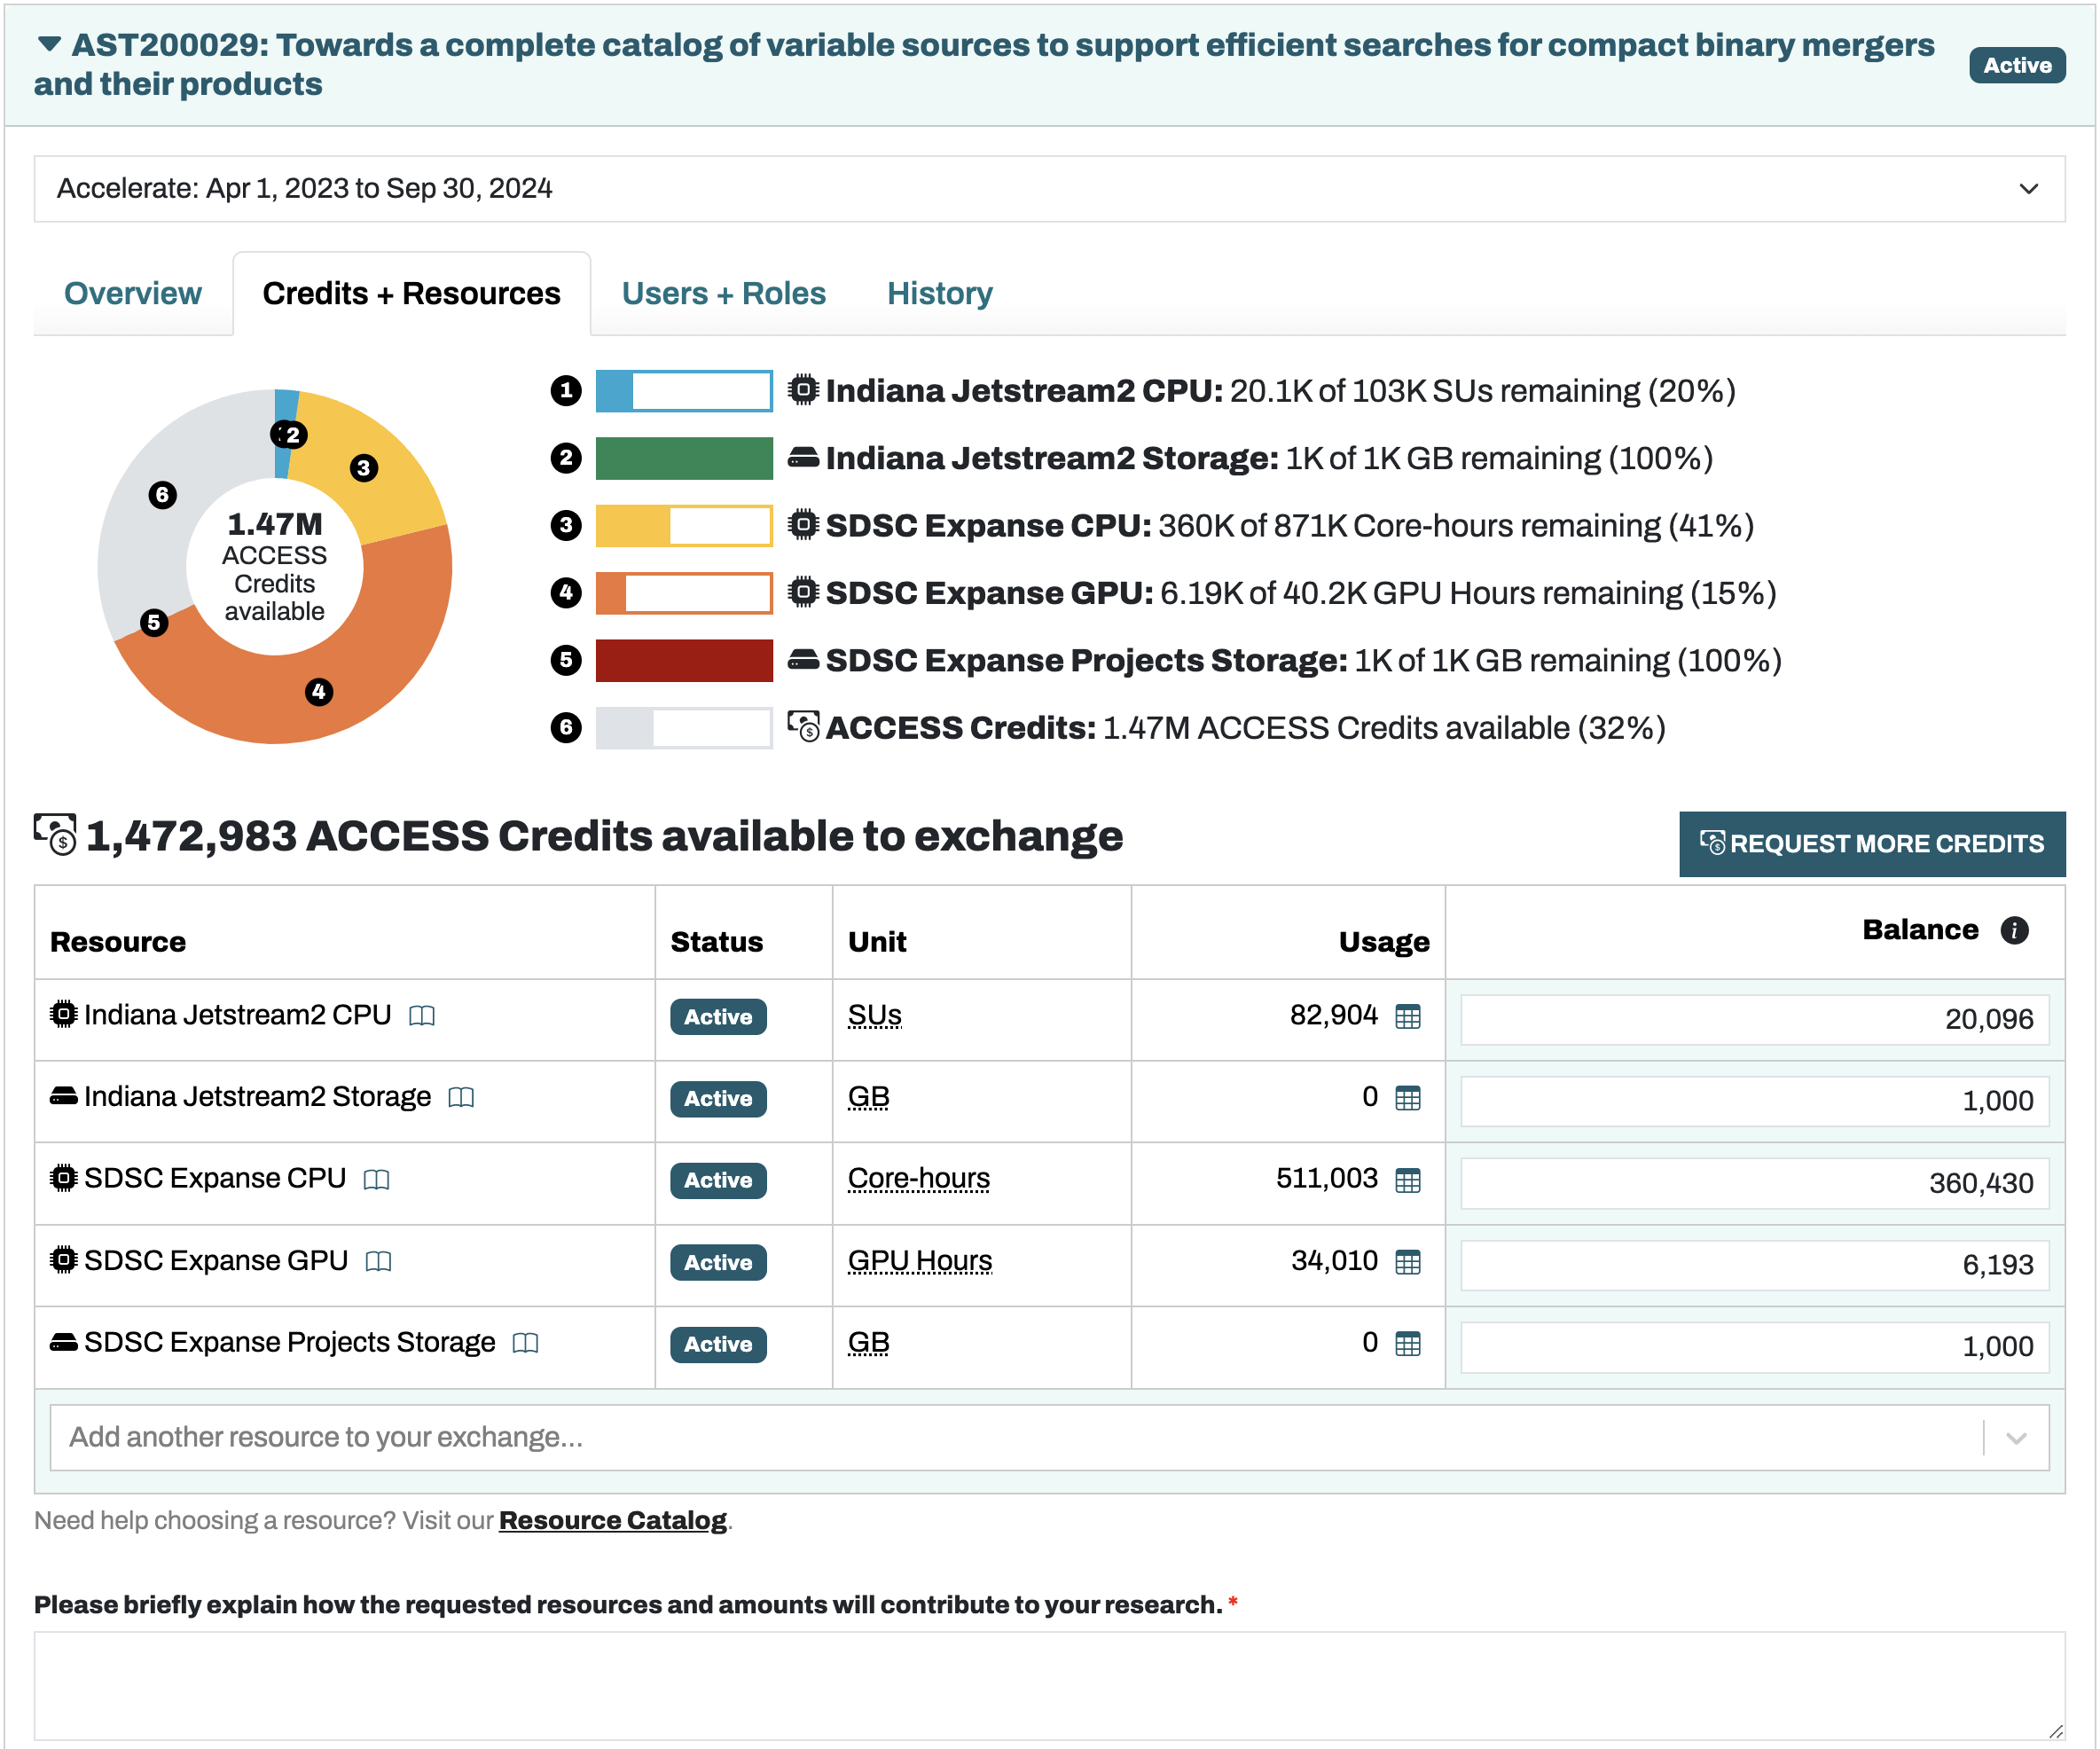 AST200029: Towards a complete catalog of variable sources to support efficient searches for compact binary mergers
and their products
Active
Accelerate: Apr 1, 2023 to Sep 30, 2024
Overview
Credits + Resources
Users + Roles
History
2
3
6
5
4
1.47M
ACCESS
Credits
available
1 Indiana Jetstream2 CPU: 20.1K of 103K SUs remaining (20%)
2 Indiana Jetstream2 Storage: 1K of 1K GB remaining (100%)
3 SDSC Expanse CPU: 360K of 871K Core-hours remaining (41%)
4 SDSC Expanse GPU: 6.19K of 40.2K GPU Hours remaining (15%)
5 SDSC Expanse Projects Storage: 1K of 1K GB remaining (100%)
6 ACCESS Credits: 1.47M ACCESS Credits available (32%)
1,472,983 ACCESS Credits available to exchange
REQUEST MORE CREDITS
Resource Status Unit Usage Balance i
Indiana Jetstream2 CPU Active SUs 82,904 20,096
Indiana Jetstream2 Storage Active GB 0 1,000
SDSC Expanse CPU Active Core-hours 511,003 360,430
SDSC Expanse GPU Active GPU Hours 34,010 6,193
SDSC Expanse Projects Storage Active GB 0 1,000
Add another resource to your exchange...
Need help choosing a resource? Visit our Resource Catalog.
Please briefly explain how the requested resources and amounts will contribute to your research. *